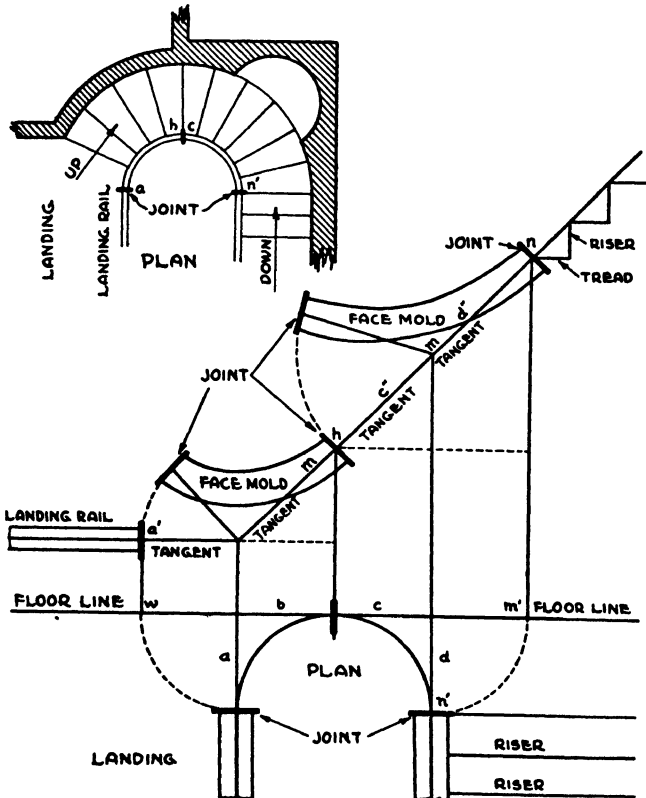 h c
UP
a
n'
JOINT
LANDING
LANDING RAIL
PLAN
DOWN
JOINT
n
RISER
TREAD
FACE MOLD
d"
m
TANGENT
JOINT
c"
TANGENT
h
m
FACE MOLD
TANGENT
LANDING RAIL
a'
TANGENT
FLOOR LINE
w
b
c
m'
FLOOR LINE
a
PLAN
d
n'
JOINT
LANDING
RISER
RISER